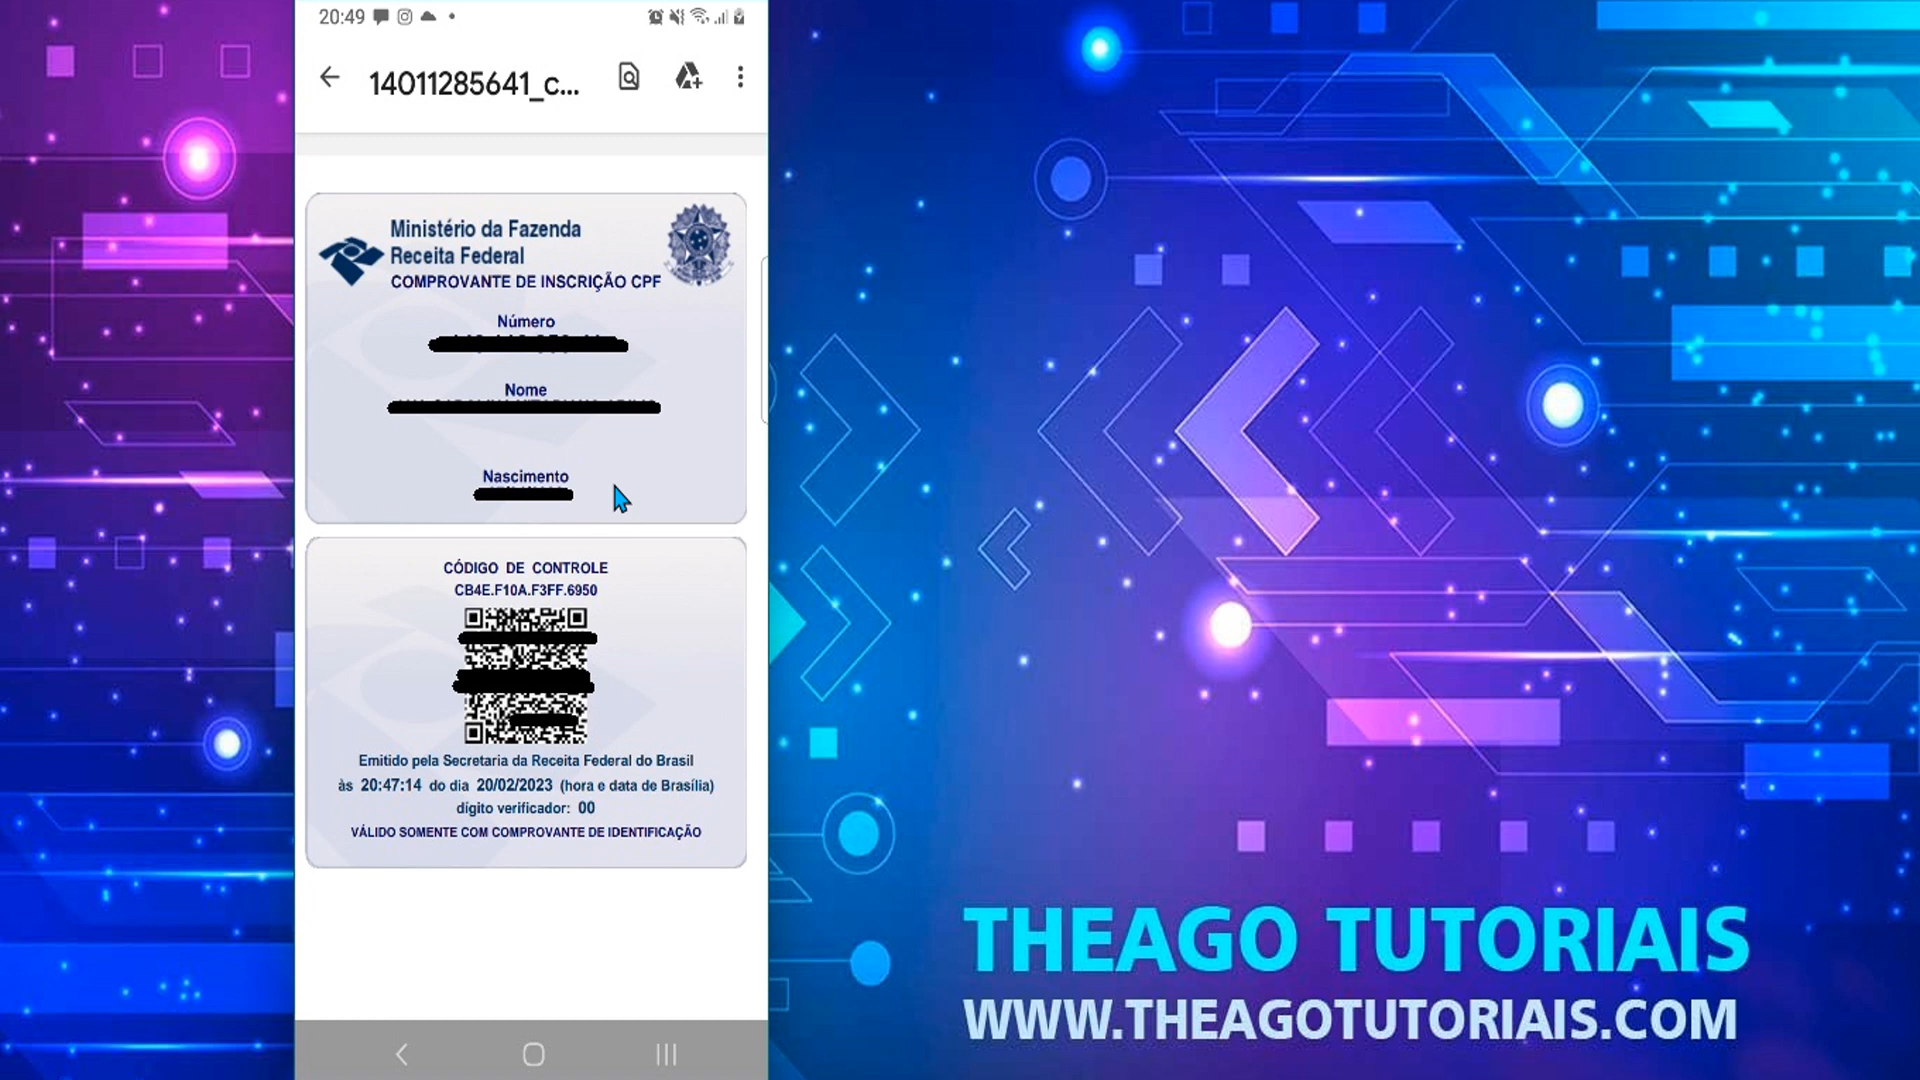 20:49
14011285641_c...
Ministério da Fazenda
Receita Federal
COMPROVANTE DE INSCRIÇÃO CPF
Número
Nome
Nascimento
CÓDIGO DE CONTROLE
CB4E.F10A.F3FF.6950
Emitido pela Secretaria da Receita Federal do Brasil
às 20:47:14 do dia 20/02/2023 (hora e data de Brasília)
dígito verificador: 00
VÁLIDO SOMENTE COM COMPROVANTE DE IDENTIFICAÇÃO
THEAGO TUTORIAIS
WWW.THEAGOTUTORIAIS.COM